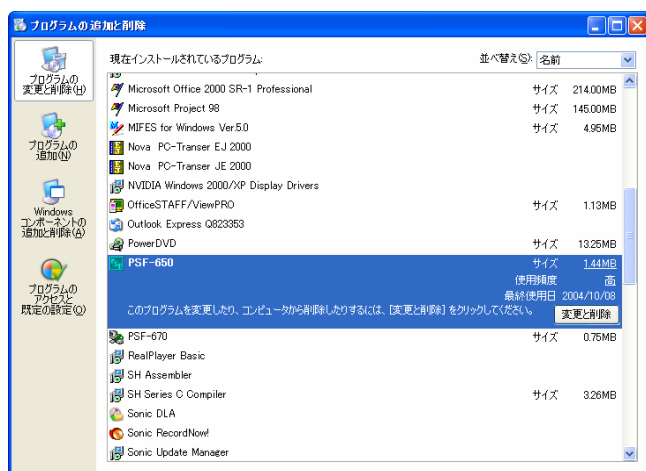 プログラムの追加と削除
プログラムの
変更と削除(H)
プログラムの
追加(N)
Windows
コンポーネントの
追加と削除(A)
プログラムの
アクセスと
既定の設定(O)
現在インストールされているプログラム:
並べ替え(S): 名前
Microsoft Office 2000 SR-1 Professional サイズ 214.00MB
Microsoft Project 98 サイズ 145.00MB
MIFES for Windows Ver.5.0 サイズ 4.95MB
Nova PC-Transer EJ 2000
Nova PC-Transer JE 2000
NVIDIA Windows 2000/XP Display Drivers
OfficeSTAFF/ViewPRO サイズ 1.13MB
Outlook Express Q823353
PowerDVD サイズ 13.25MB
PSF-650 サイズ 1.44MB
使用頻度 高
最終使用日 2004/10/08
このプログラムを変更したり、コンピュータから削除したりするには、[変更と削除] をクリックしてください。 変更と削除
PSF-670 サイズ 0.75MB
RealPlayer Basic
SH Assembler
SH Series C Compiler サイズ 3.26MB
Sonic DLA
Sonic RecordNow!
Sonic Update Manager